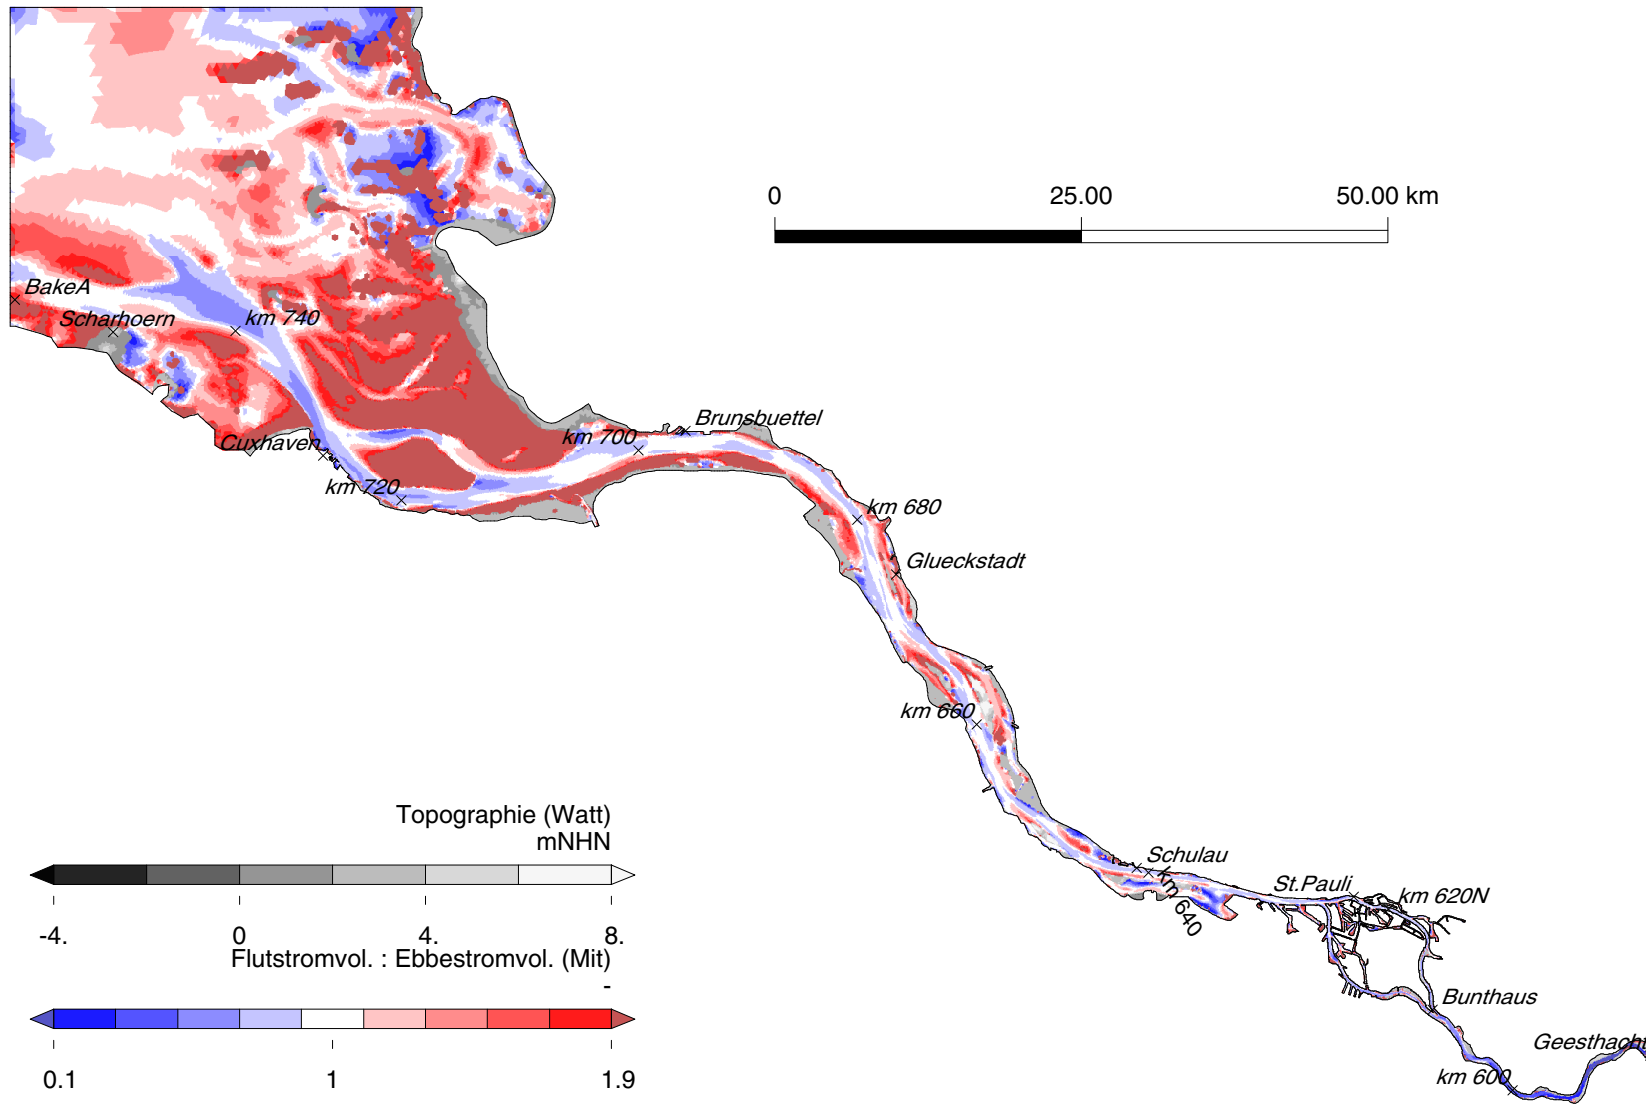 0 25.00 50.00 km
BakeA
Scharhoern
km 740
Cuxhaven
km 720
km 700
Brunsbuettel
km 680
Glueckstadt
km 660
Schulau
km 640
St.Pauli
km 620N
Bunthaus
Geesthacht
km 600
Topographie (Watt)
mNHN
-4. 0 4. 8.
Flutstromvol. : Ebbestromvol. (Mit)
-
0.1 1 1.9